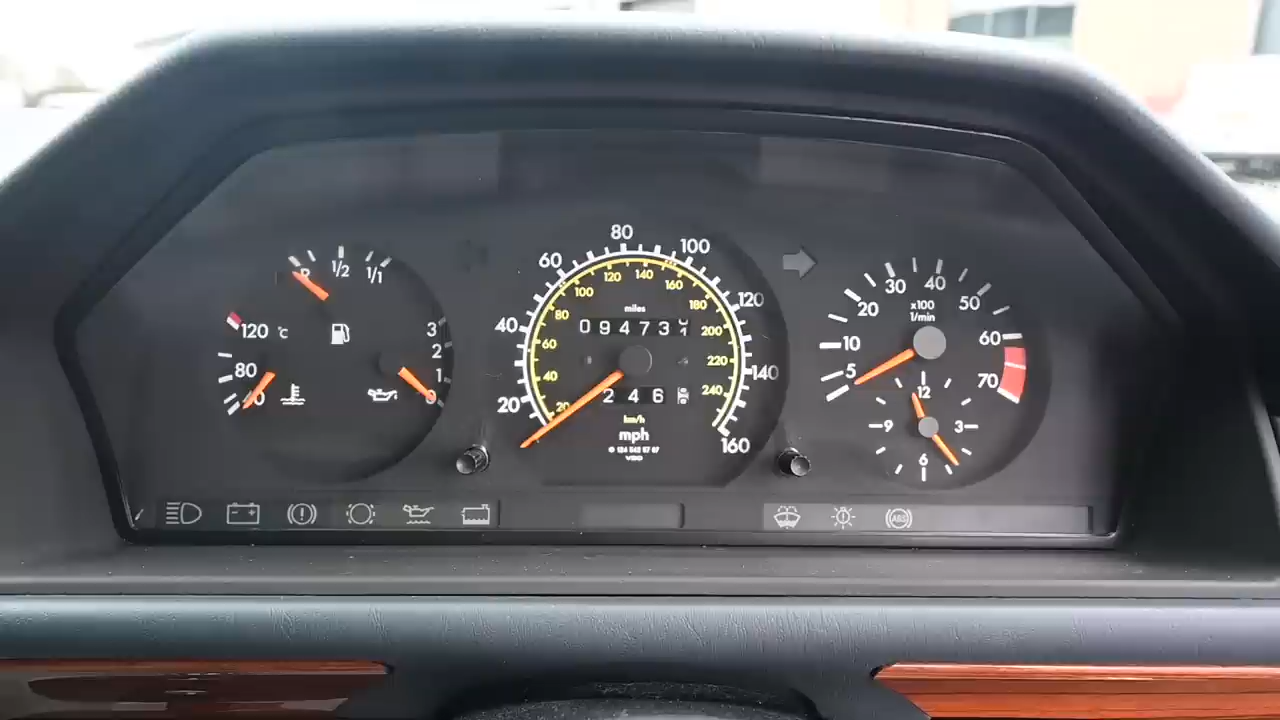 R 1/2 1/1
120 °C
80
40
3
2
1
0
20 40 60 80 100 120 140 160
20 40 60 80 100 120 140 160 180 200 220 240
miles
09473
246
km/h
mph
VDO
5 10 20 30 40 50 60 70
x100
1/min
12
3
6
9
ABS